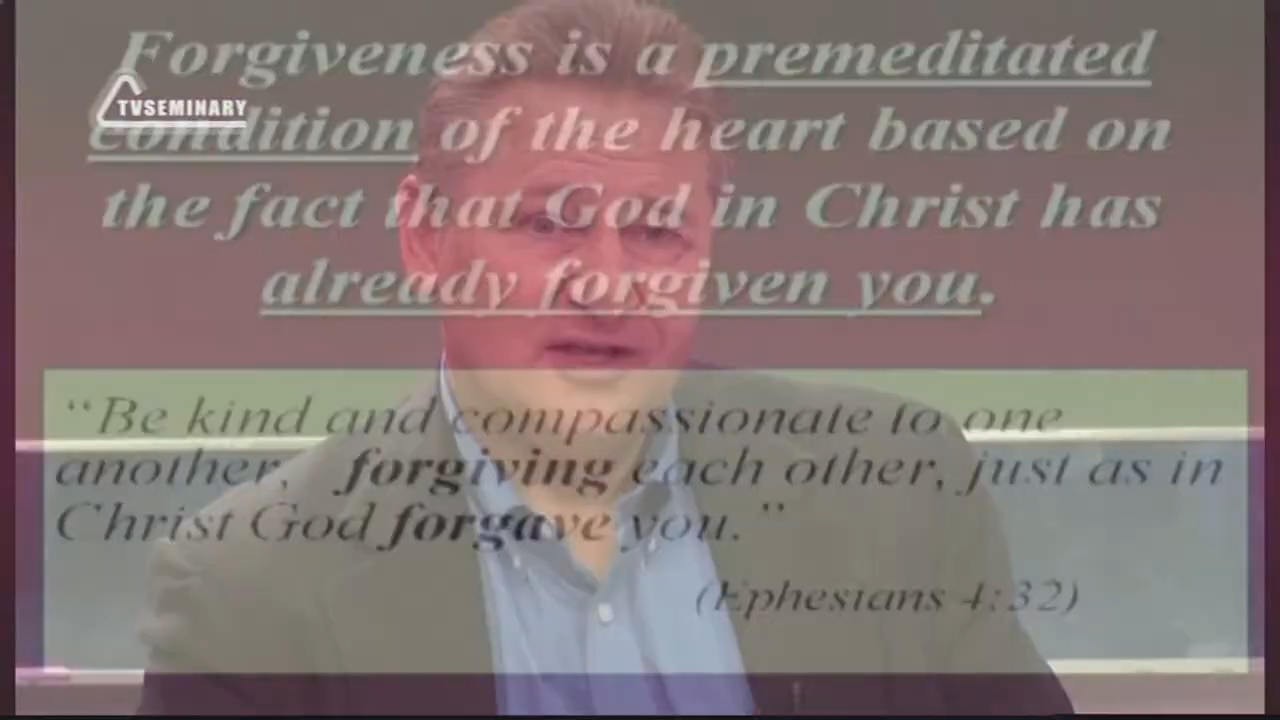 Forgiveness is a premeditated
TVSEMINARY
condition of the heart based on
the fact that God in Christ has
already forgiven you.
“Be kind and compassionate to one
another, forgiving each other, just as in
Christ God forgave you.”
(Ephesians 4:32)